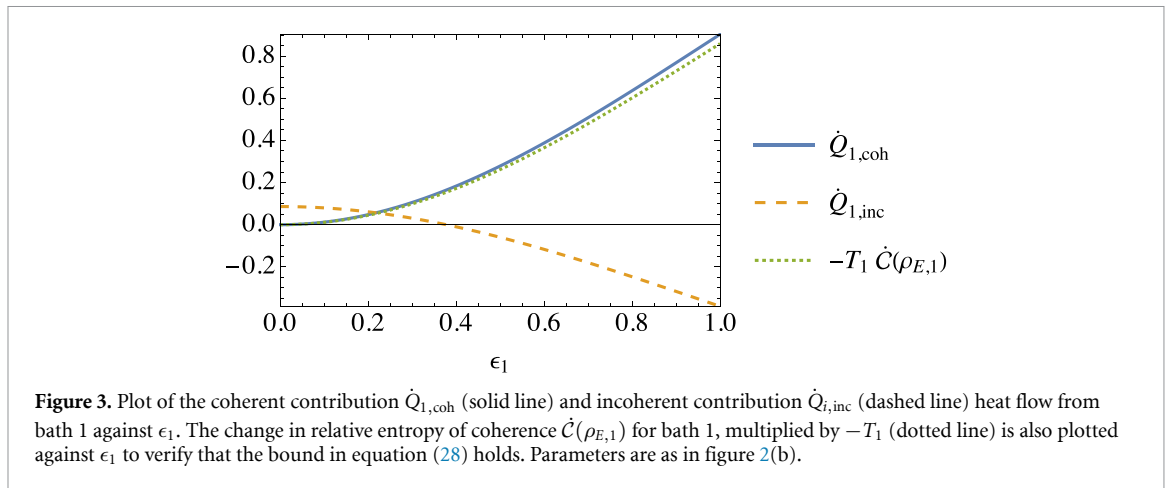 0.8
0.6
0.4
0.2
0.0
−0.2
0.0 0.2 0.4 0.6 0.8 1.0
ϵ₁
Q̇₁,coh
Q̇₁,inc
−T₁ Ċ(ρ_E,1)
Figure 3. Plot of the coherent contribution Q̇₁,coh (solid line) and incoherent contribution Q̇ᵢ,inc (dashed line) heat flow from
bath 1 against ϵ₁. The change in relative entropy of coherence Ċ(ρ_E,1) for bath 1, multiplied by −T₁ (dotted line) is also plotted
against ϵ₁ to verify that the bound in equation (28) holds. Parameters are as in figure 2(b).